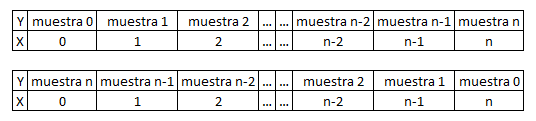 Y muestra 0 muestra 1 muestra 2 ... ... muestra n-2 muestra n-1 muestra n
X 0 1 2 ... ... n-2 n-1 n
Y muestra n muestra n-1 muestra n-2 ... ... muestra 2 muestra 1 muestra 0
X 0 1 2 ... ... n-2 n-1 n